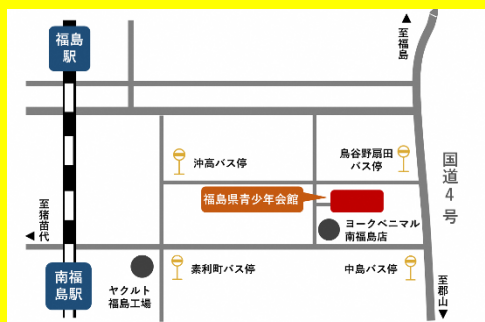 福島
駅
至福島
沖高バス停
鳥谷野扇田
バス停
国道4号
福島県青少年会館
至猪苗代
ヨークベニマル
南福島店
南福
島駅
ヤクルト
福島工場
素利町バス停
中島バス停
至郡山